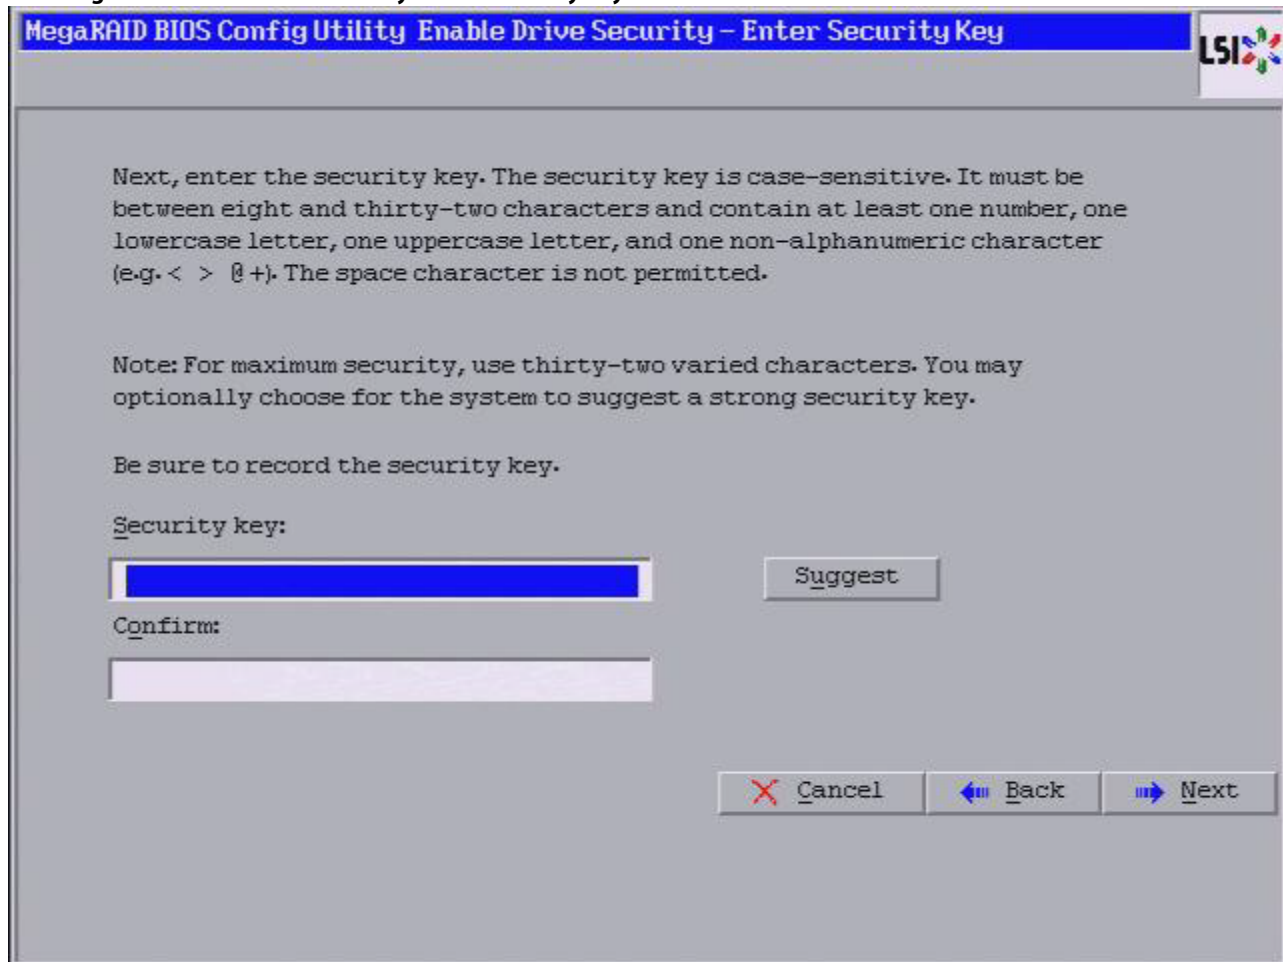 MegaRAID BIOS Config Utility Enable Drive Security – Enter Security Key
LSI
Next, enter the security key. The security key is case-sensitive. It must be
between eight and thirty-two characters and contain at least one number, one
lowercase letter, one uppercase letter, and one non-alphanumeric character
(e.g. < > @ +). The space character is not permitted.
Note: For maximum security, use thirty-two varied characters. You may
optionally choose for the system to suggest a strong security key.
Be sure to record the security key.
Security key:
Suggest
Confirm:
Cancel Back Next